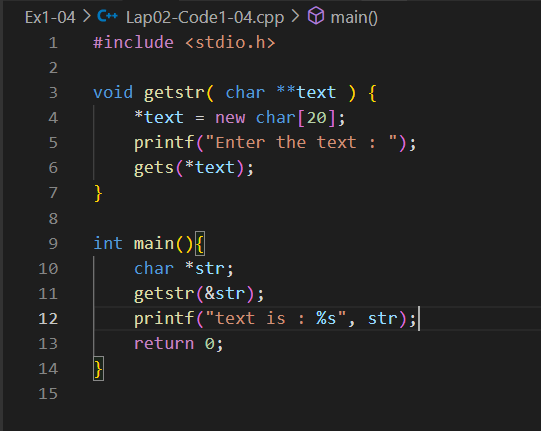 Ex1-04 > C++ Lap02-Code1-04.cpp > main()
1 #include <stdio.h>
2
3 void getstr( char **text ) {
4     *text = new char[20];
5     printf("Enter the text : ");
6     gets(*text);
7 }
8
9 int main(){
10     char *str;
11     getstr(&str);
12     printf("text is : %s", str);
13     return 0;
14 }
15